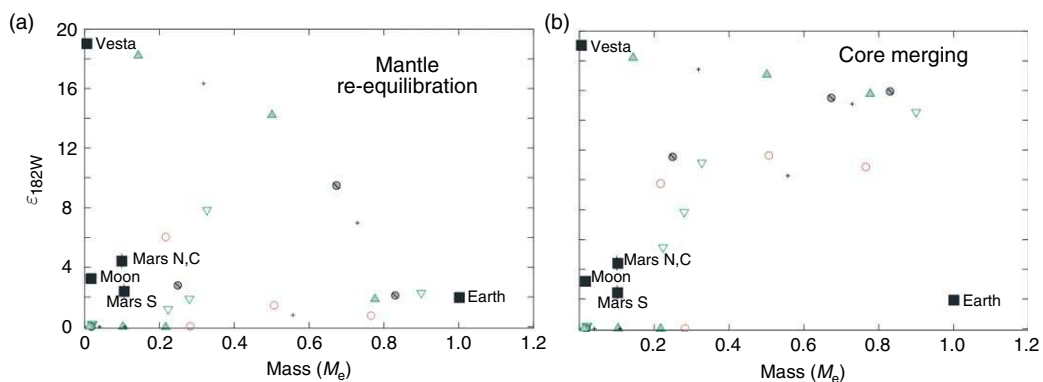 (a)
20
16
12
8
4
0
ε182W
Vesta
Mantle
re-equilibration
Mars N,C
Moon
Mars S
Earth
0 0.2 0.4 0.6 0.8 1.0 1.2
Mass (Me)
(b)
Vesta
Core merging
Mars N,C
Moon
Mars S
Earth
0.2 0.4 0.6 0.8 1.0 1.2
Mass (Me)